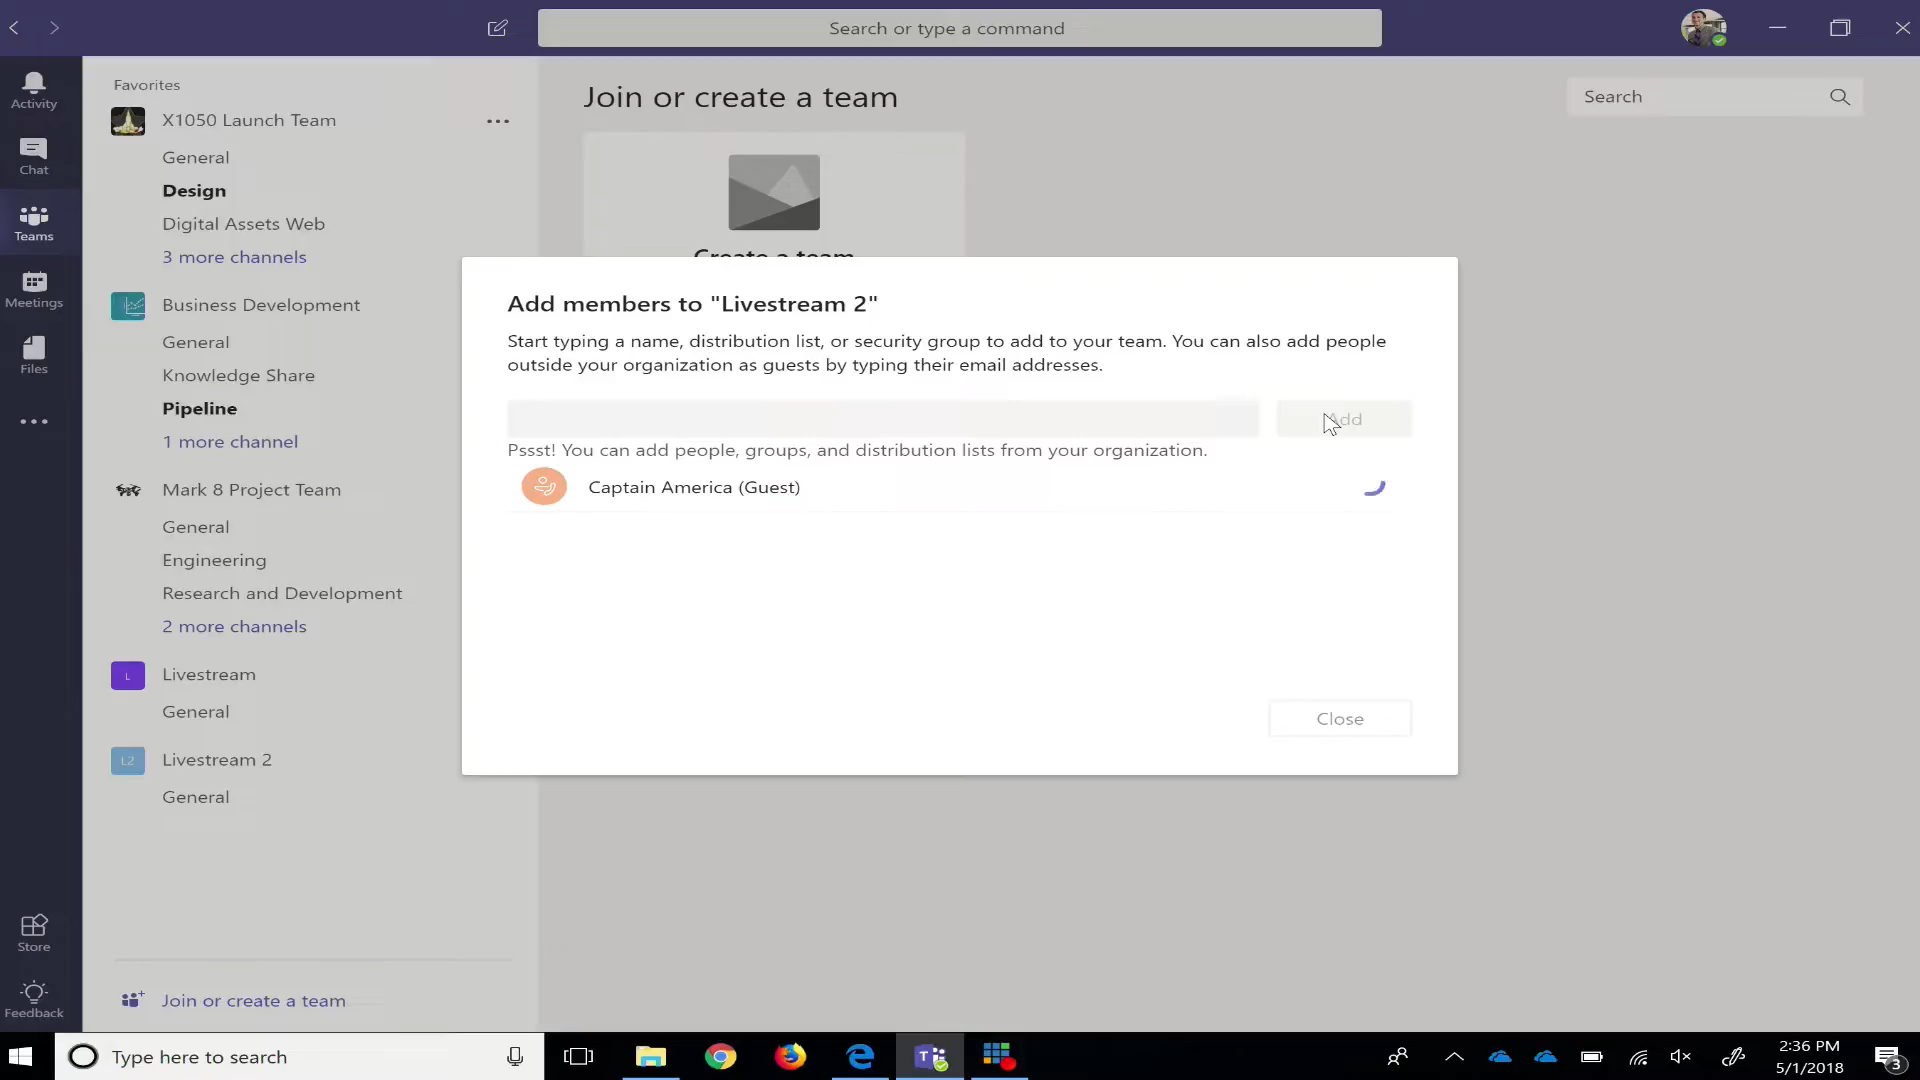 Search or type a command
Activity
Chat
Teams
Meetings
Files
Store
Feedback
Favorites
X1050 Launch Team
General
Design
Digital Assets Web
3 more channels
Business Development
General
Knowledge Share
Pipeline
1 more channel
Mark 8 Project Team
General
Engineering
Research and Development
2 more channels
L
Livestream
General
L2
Livestream 2
General
Join or create a team
Join or create a team
Search
Create a team
Add members to "Livestream 2"
Start typing a name, distribution list, or security group to add to your team. You can also add people
outside your organization as guests by typing their email addresses.
Add
Pssst! You can add people, groups, and distribution lists from your organization.
Captain America (Guest)
Close
Type here to search
T
2:36 PM
5/1/2018
3